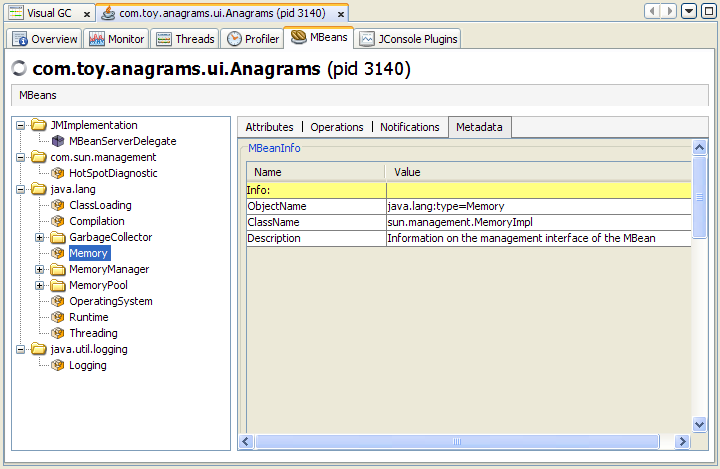 Visual GC x com.toy.anagrams.ui.Anagrams (pid 3140) x
Overview Monitor Threads Profiler MBeans JConsole Plugins
com.toy.anagrams.ui.Anagrams (pid 3140)
MBeans
JMImplementation
MBeanServerDelegate
com.sun.management
HotSpotDiagnostic
java.lang
ClassLoading
Compilation
GarbageCollector
Memory
MemoryManager
MemoryPool
OperatingSystem
Runtime
Threading
java.util.logging
Logging
Attributes Operations Notifications Metadata
MBeanInfo
Name Value
Info:
ObjectName java.lang:type=Memory
ClassName sun.management.MemoryImpl
Description Information on the management interface of the MBean